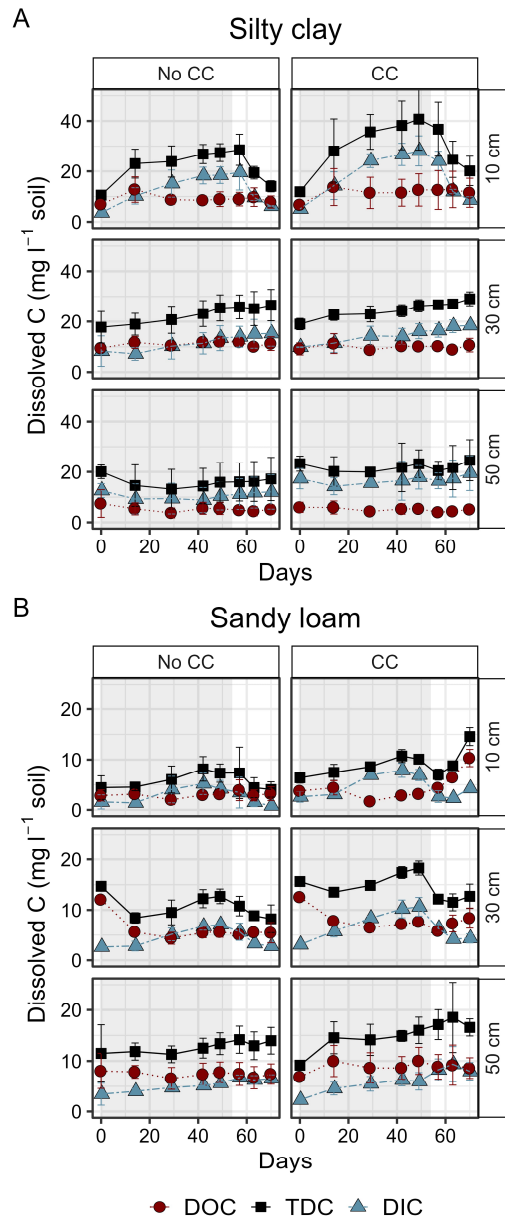 A
Silty clay
No CC
CC
40
20
0
10 cm
40
20
0
30 cm
40
20
0
50 cm
Dissolved C (mg l⁻¹ soil)
0 20 40 60
0 20 40 60
Days
B
Sandy loam
No CC
CC
20
10
0
10 cm
20
10
0
30 cm
20
10
0
50 cm
Dissolved C (mg l⁻¹ soil)
0 20 40 60
0 20 40 60
Days
DOC TDC DIC